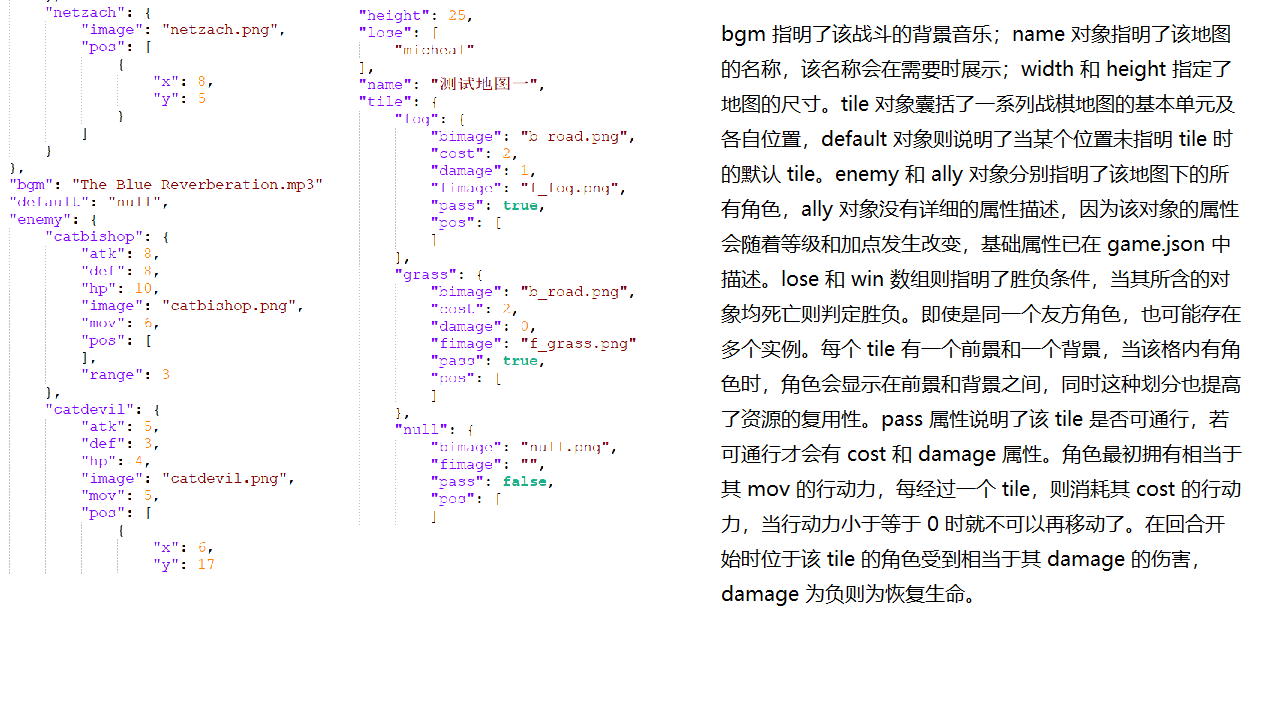 "netzach": {
"image": "netzach.png",
"pos": [
{
"x": 8,
"y": 5
}
]
}
},
"bgm": "The Blue Reverberation.mp3"
"default": "null",
"enemy": {
"catbishop": {
"atk": 8,
"def": 8,
"hp": 10,
"image": "catbishop.png",
"mov": 6,
"pos": [
],
"range": 3
},
"catdevil": {
"atk": 5,
"def": 3,
"hp": 4,
"image": "catdevil.png",
"mov": 5,
"pos": [
{
"x": 6,
"y": 17
"height": 25,
"lose": [
"micheal"
],
"name": "测试地图一",
"tile": {
"fog": {
"bimage": "b_road.png",
"cost": 2,
"damage": 1,
"fimage": "f_fog.png",
"pass": true,
"pos": [
]
},
"grass": {
"bimage": "b_road.png",
"cost": 2,
"damage": 0,
"fimage": "f_grass.png"
"pass": true,
"pos": [
]
},
"null": {
"bimage": "null.png",
"fimage": "",
"pass": false,
"pos": [
]
bgm 指明了该战斗的背景音乐；name 对象指明了该地图
的名称，该名称会在需要时展示；width 和 height 指定了
地图的尺寸。tile 对象囊括了一系列战棋地图的基本单元及
各自位置，default 对象则说明了当某个位置未指明 tile 时
的默认 tile。enemy 和 ally 对象分别指明了该地图下的所
有角色，ally 对象没有详细的属性描述，因为该对象的属性
会随着等级和加点发生改变，基础属性已在 game.json 中
描述。lose 和 win 数组则指明了胜负条件，当其所含的对
象均死亡则判定胜负。即使是同一个友方角色，也可能存在
多个实例。每个 tile 有一个前景和一个背景，当该格内有角
色时，角色会显示在前景和背景之间，同时这种划分也提高
了资源的复用性。pass 属性说明了该 tile 是否可通行，若
可通行才会有 cost 和 damage 属性。角色最初拥有相当于
其 mov 的行动力，每经过一个 tile，则消耗其 cost 的行动
力，当行动力小于等于 0 时就不可以再移动了。在回合开
始时位于该 tile 的角色受到相当于其 damage 的伤害，
damage 为负则为恢复生命。